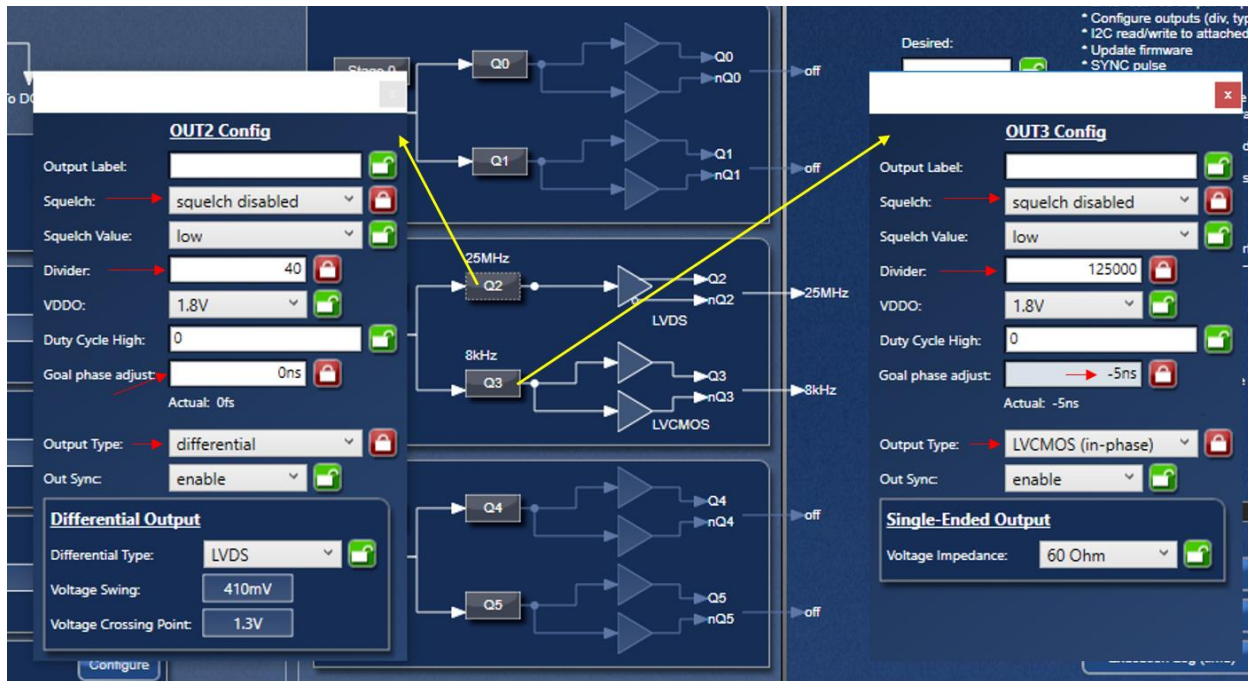 * Configure outputs (div, typ
* I2C read/write to attached
* Update firmware
* SYNC pulse
Desired:
Stage 0
To DC
Q0
Q0
nQ0
off
Q1
Q1
nQ1
off
25MHz
Q2
Q2
nQ2
25MHz
LVDS
8kHz
Q3
Q3
nQ3
8kHz
LVCMOS
Q4
Q4
nQ4
off
Q5
Q5
nQ5
off
Configure
x
OUT2 Config
Output Label:
Squelch: squelch disabled
Squelch Value: low
Divider: 40
VDDO: 1.8V
Duty Cycle High: 0
Goal phase adjust: 0ns
Actual: 0fs
Output Type: differential
Out Sync: enable
Differential Output
Differential Type: LVDS
Voltage Swing: 410mV
Voltage Crossing Point: 1.3V
x
OUT3 Config
Output Label:
Squelch: squelch disabled
Squelch Value: low
Divider: 125000
VDDO: 1.8V
Duty Cycle High: 0
Goal phase adjust: -5ns
Actual: -5ns
Output Type: LVCMOS (in-phase)
Out Sync: enable
Single-Ended Output
Voltage Impedance: 60 Ohm